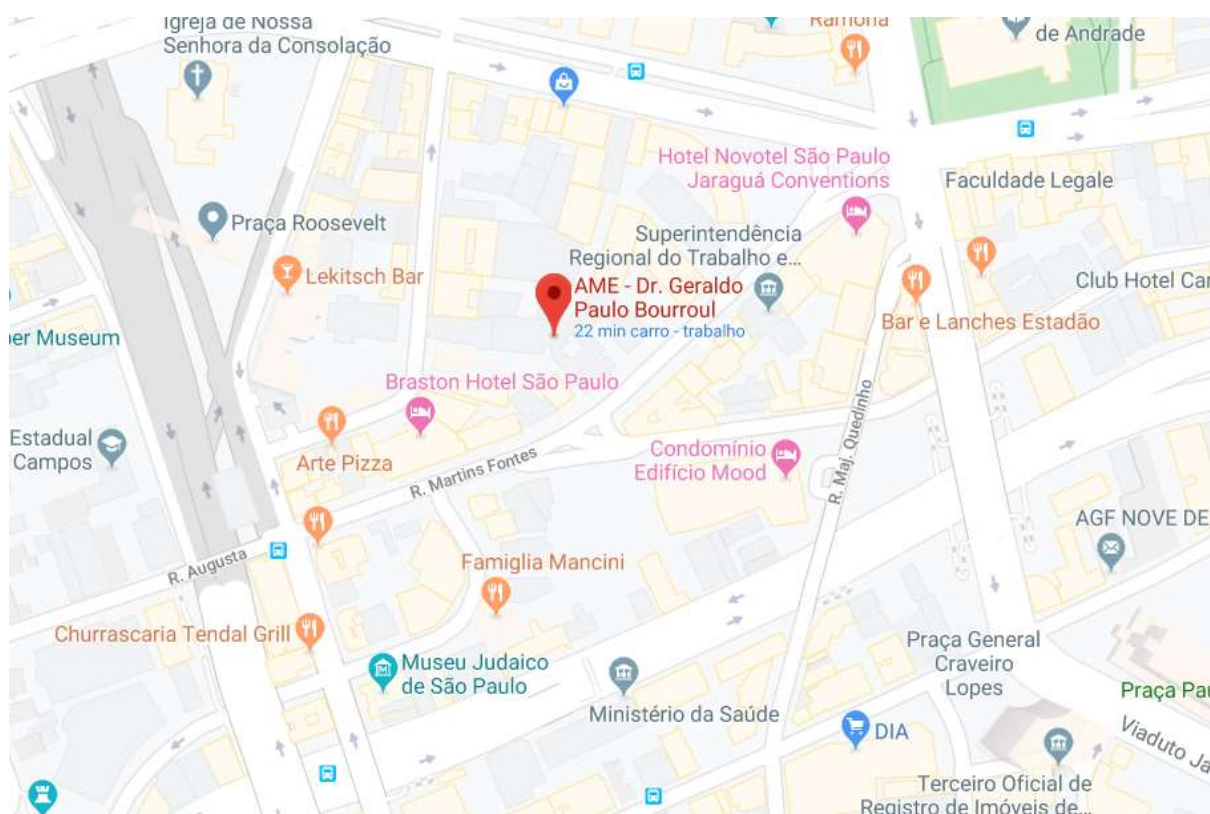 Igreja de Nossa
Senhora da Consolação
Ramona
de Andrade
Hotel Novotel São Paulo
Jaraguá Conventions
Faculdade Legale
Praça Roosevelt
Superintendência
Regional do Trabalho e...
Lekitsch Bar
AME - Dr. Geraldo
Paulo Bourroul
22 min carro - trabalho
Club Hotel Car
Bar e Lanches Estadão
per Museum
Braston Hotel São Paulo
R. Maj. Quedinho
Estadual
Campos
Arte Pizza
R. Martins Fontes
Condomínio
Edifício Mood
AGF NOVE DE
R. Augusta
Famiglia Mancini
Churrascaria Tendal Grill
Museu Judaico
de São Paulo
Praça General
Craveiro
Lopes
Praça Pa
Ministério da Saúde
DIA
Viaduto Ja
Terceiro Oficial de
Registro de Imóveis de...